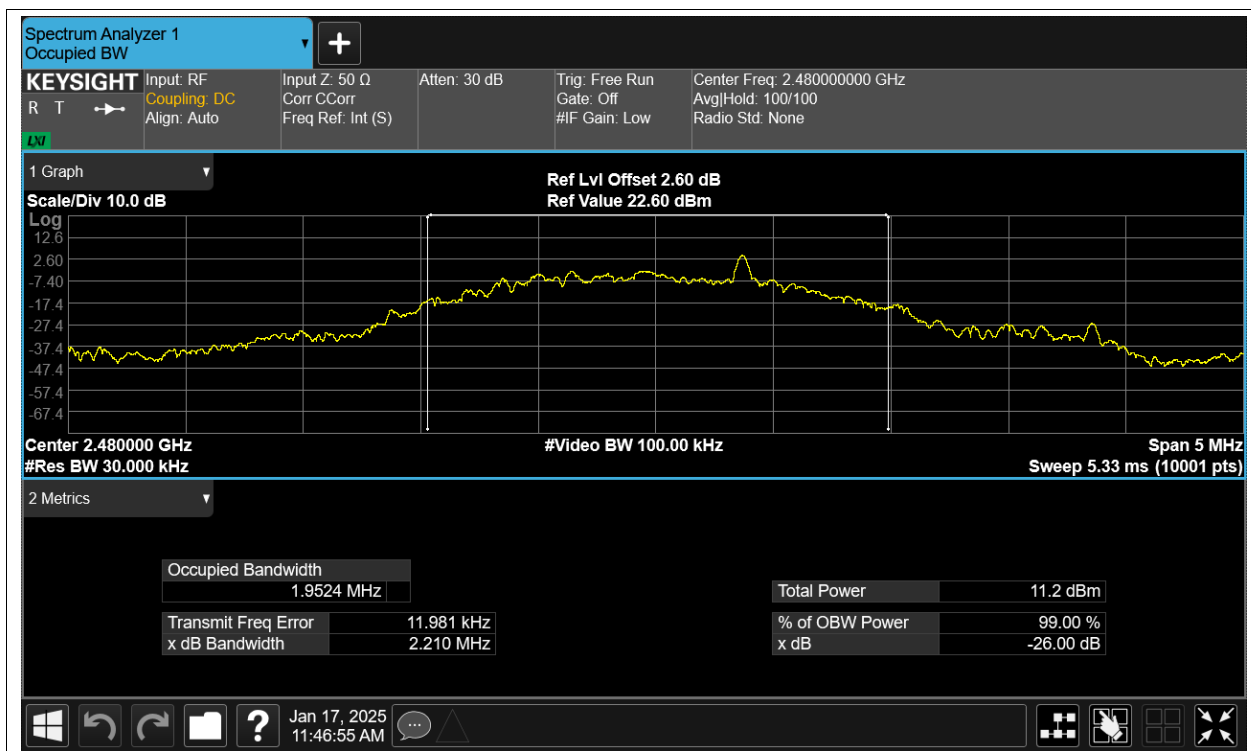 Spectrum Analyzer 1
Occupied BW
KEYSIGHT
R T
LXI
Input: RF
Coupling: DC
Align: Auto
Input Z: 50 Ω
Corr CCorr
Freq Ref: Int (S)
Atten: 30 dB
Trig: Free Run
Gate: Off
#IF Gain: Low
Center Freq: 2.480000000 GHz
Avg|Hold: 100/100
Radio Std: None
1 Graph
Scale/Div 10.0 dB
Ref Lvl Offset 2.60 dB
Ref Value 22.60 dBm
Log
12.6
2.60
-7.40
-17.4
-27.4
-37.4
-47.4
-57.4
-67.4
Center 2.480000 GHz
#Res BW 30.000 kHz
#Video BW 100.00 kHz
Span 5 MHz
Sweep 5.33 ms (10001 pts)
2 Metrics
Occupied Bandwidth
1.9524 MHz
Transmit Freq Error 11.981 kHz
x dB Bandwidth 2.210 MHz
Total Power 11.2 dBm
% of OBW Power 99.00 %
x dB -26.00 dB
?
Jan 17, 2025
11:46:55 AM